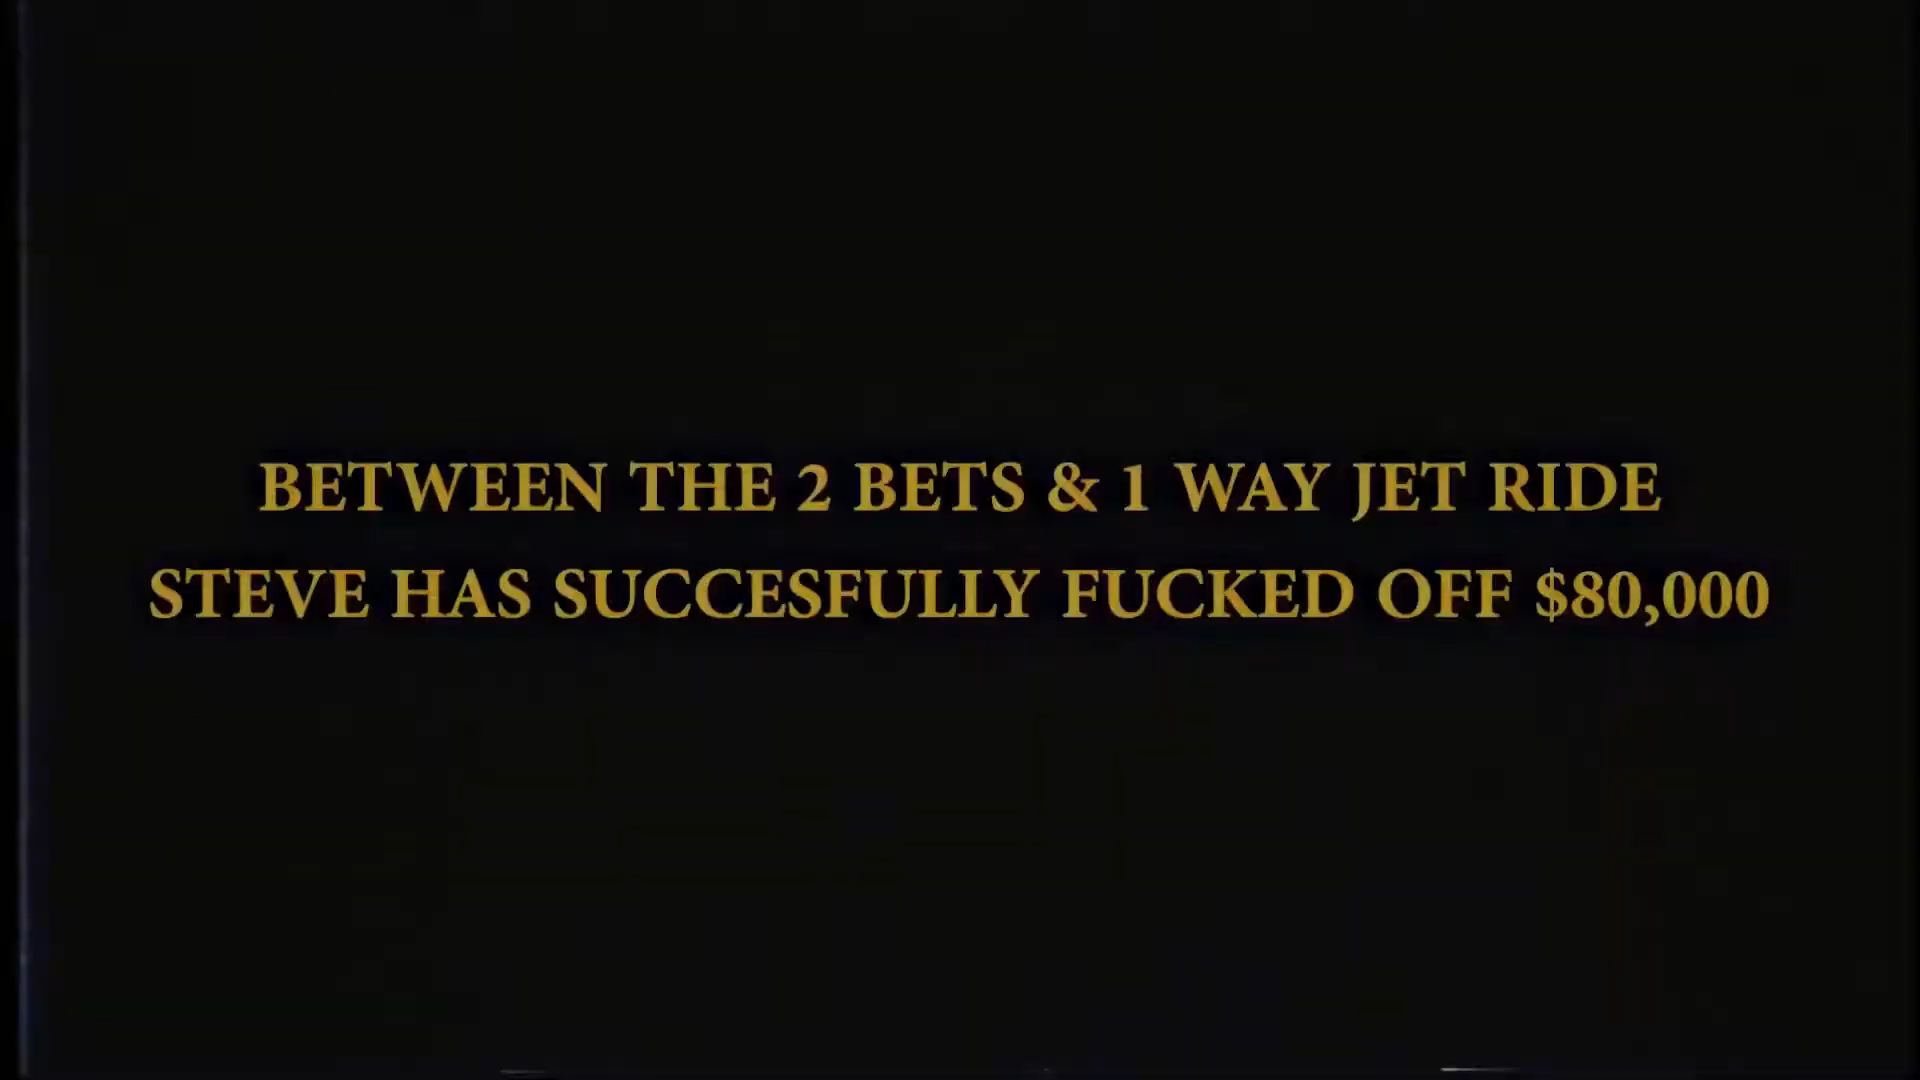 BETWEEN THE 2 BETS & 1 WAY JET RIDE
STEVE HAS SUCCESFULLY FUCKED OFF $80,000